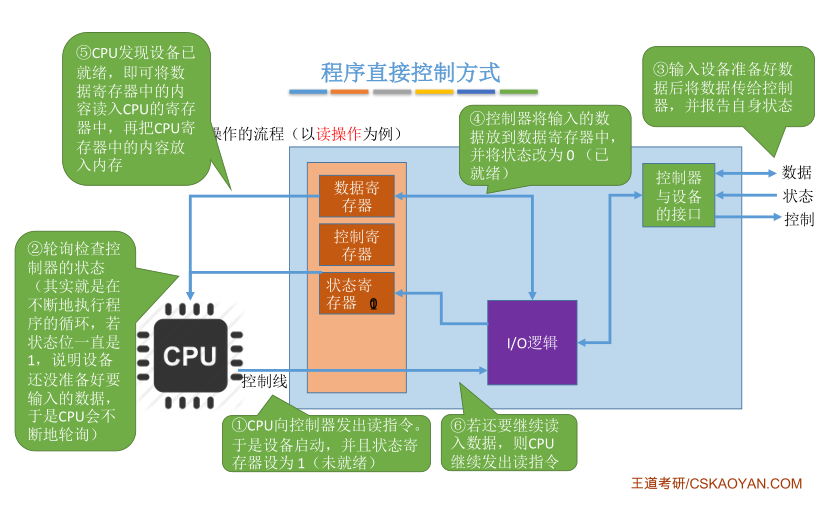 程序直接控制方式
操作的流程（以读操作为例）
⑤CPU发现设备已
就绪，即可将数
据寄存器中的内
容读入CPU的寄存
器中，再把CPU寄
存器中的内容放
入内存
④控制器将输入的数
据放到数据寄存器中，
并将状态改为0（已
就绪）
③输入设备准备好数
据后将数据传给控制
器，并报告自身状态
数据寄
存器
控制寄
存器
状态寄
存器
0
控制器
与设备
的接口
数据
状态
控制
②轮询检查控
制器的状态
（其实就是在
不断地执行程
序的循环，若
状态位一直是
1，说明设备
还没准备好要
输入的数据，
于是CPU会不
断地轮询）
CPU
I/O逻辑
控制线
①CPU向控制器发出读指令。
于是设备启动，并且状态寄
存器设为1（未就绪）
⑥若还要继续读
入数据，则CPU
继续发出读指令
王道考研/CSKAOYAN.COM